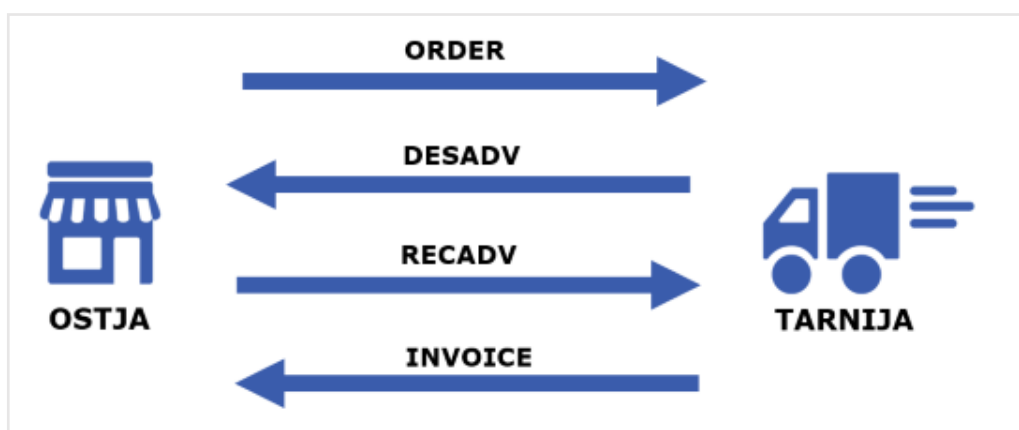 ORDER
DESADV
RECADV
OSTJA
TARNIJA
INVOICE